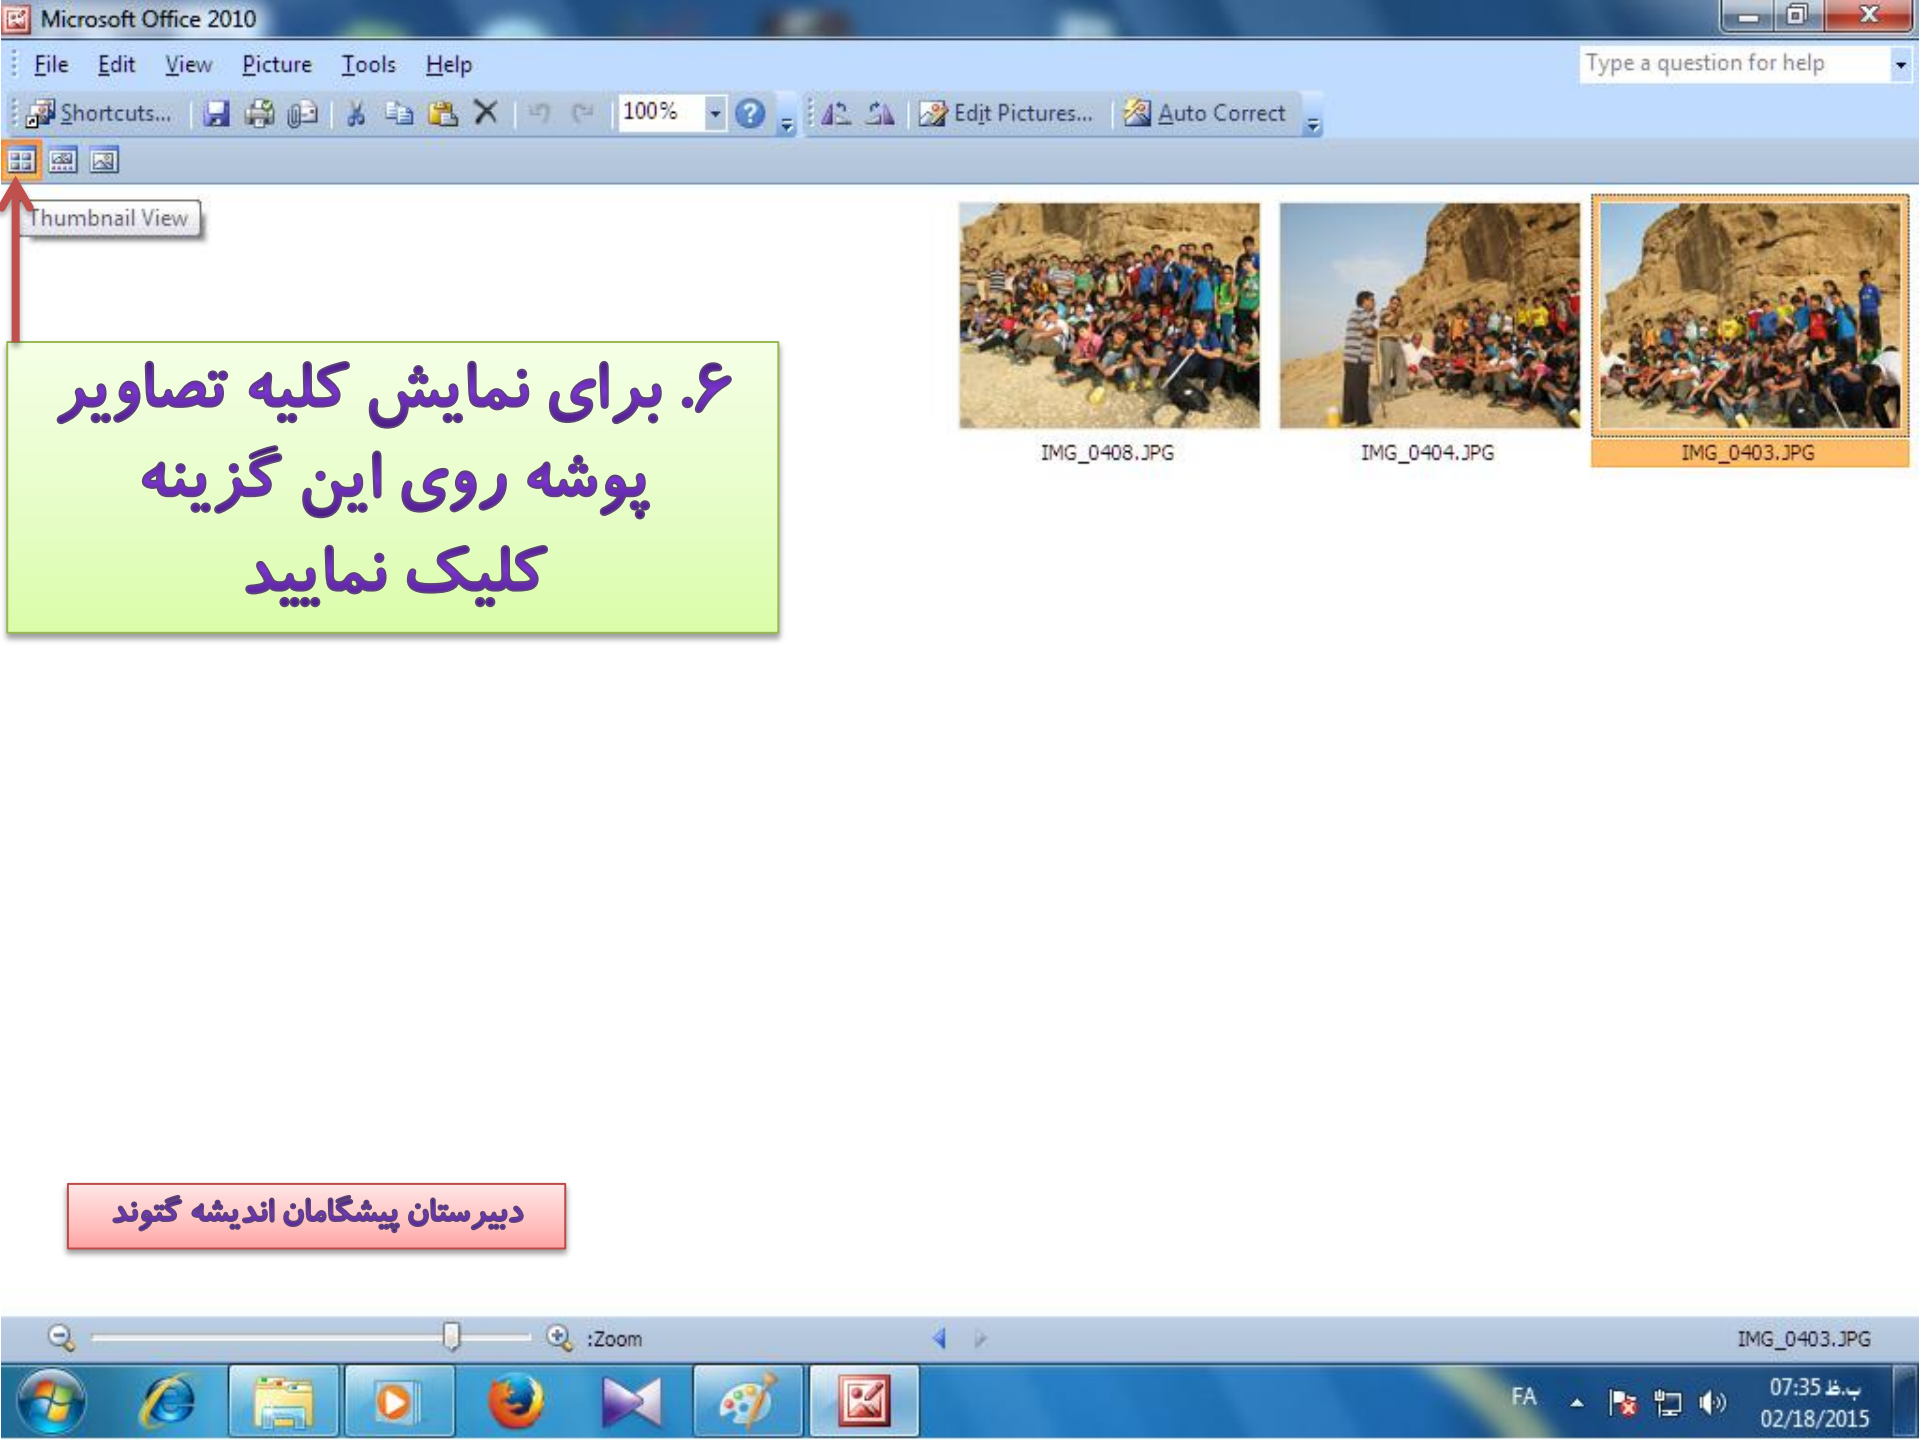 Microsoft Office 2010
File Edit View Picture Tools Help
Type a question for help
Shortcuts... 100% Edit Pictures... Auto Correct
Thumbnail View
۶. برای نمایش کلیه تصاویر
پوشه روی این گزینه
کلیک نمایید
IMG_0408.JPG
IMG_0404.JPG
IMG_0403.JPG
دبیرستان پیشگامان اندیشه گتوند
:Zoom
IMG_0403.JPG
FA
07:35 ب.ظ
02/18/2015